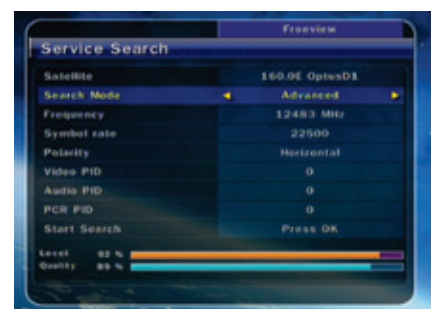 Freeview
Service Search
Satellite 160.0E OptusD1
Search Mode Advanced
Frequency 12483 MHz
Symbol rate 22500
Polarity Horizontal
Video PID 0
Audio PID 0
PCR PID 0
Start Search Press OK
Level 92 %
Quality 89 %